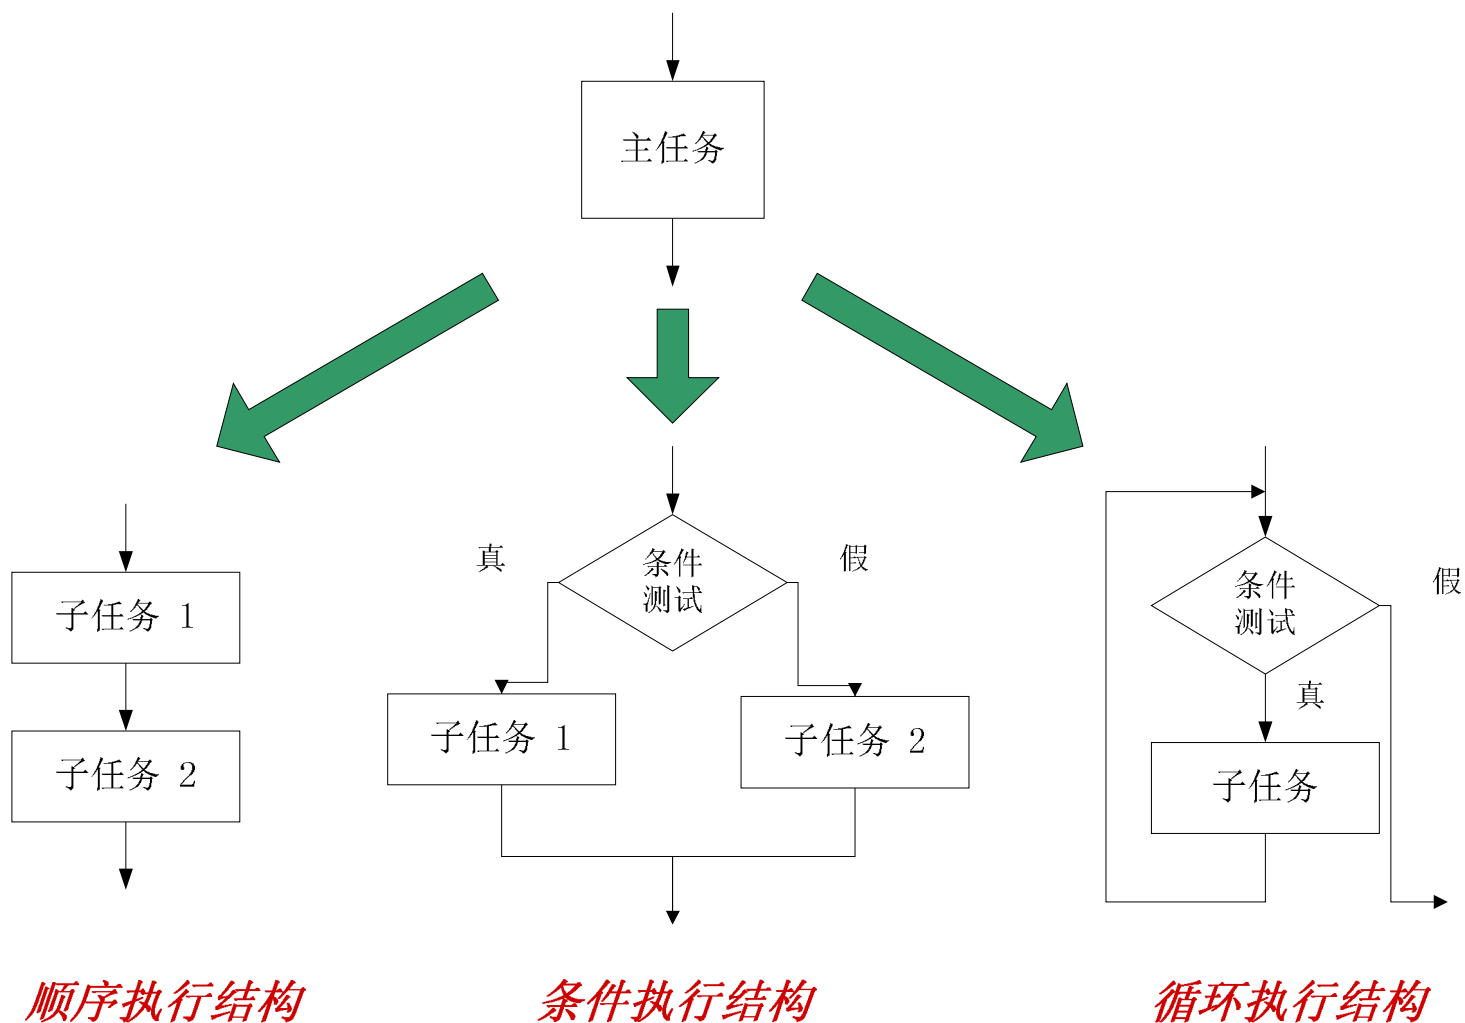 主任务
子任务 1
子任务 2
真
条件
测试
假
子任务 1
子任务 2
条件
测试
假
真
子任务
顺序执行结构
条件执行结构
循环执行结构